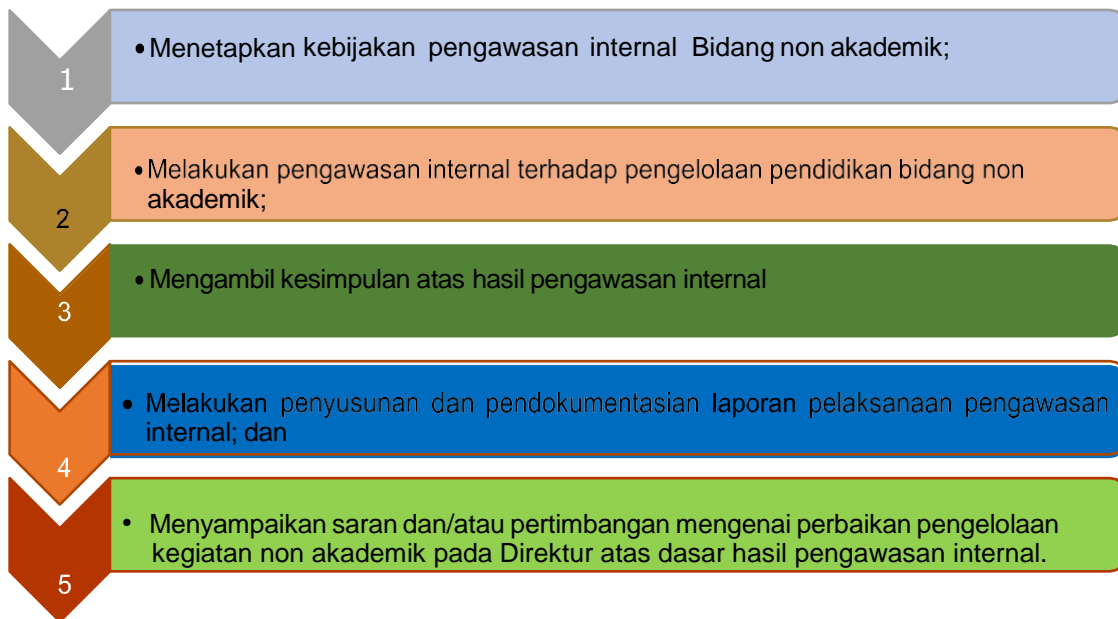 1
• Menetapkan kebijakan pengawasan internal Bidang non akademik;
2
• Melakukan pengawasan internal terhadap pengelolaan pendidikan bidang non
akademik;
3
• Mengambil kesimpulan atas hasil pengawasan internal
4
• Melakukan penyusunan dan pendokumentasian laporan pelaksanaan pengawasan
internal; dan
5
• Menyampaikan saran dan/atau pertimbangan mengenai perbaikan pengelolaan
kegiatan non akademik pada Direktur atas dasar hasil pengawasan internal.